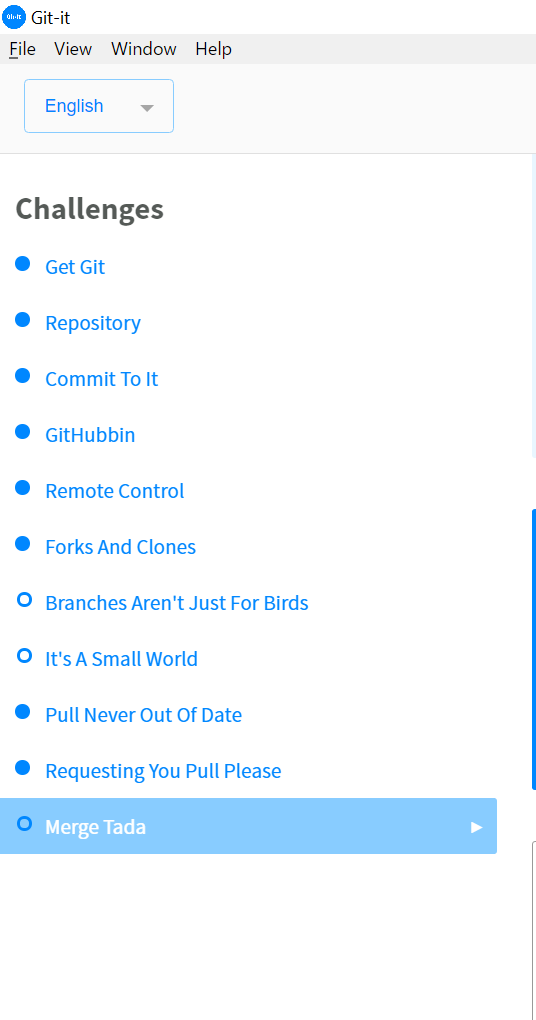 Git-it
Git-it
File View Window Help
English
Challenges
Get Git
Repository
Commit To It
GitHubbin
Remote Control
Forks And Clones
Branches Aren't Just For Birds
It's A Small World
Pull Never Out Of Date
Requesting You Pull Please
Merge Tada